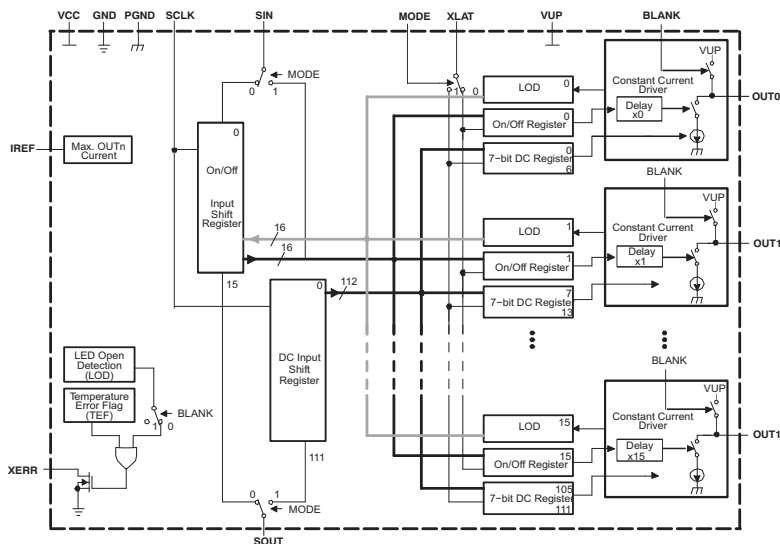 VCC GND PGND SCLK SIN MODE XLAT VUP BLANK
MODE
0 1
1 0
LOD 0
On/Off Register 0
7−bit DC Register 0
6
VUP
Constant Current
Driver
Delay
x0
OUT0
IREF
Max. OUTn
Current
0
On/Off
Input
Shift
Register
15
16
16
BLANK
LOD 1
On/Off Register 1
7−bit DC Register 7
13
VUP
Constant Current
Driver
Delay
x1
OUT1
0
112
DC Input
Shift
Register
111
LED Open
Detection
(LOD)
Temperature
Error Flag
(TEF)
1 0
BLANK
XERR
BLANK
LOD 15
On/Off Register 15
7−bit DC Register 105
111
VUP
Constant Current
Driver
Delay
x15
OUT1
0 1
MODE
SOUT